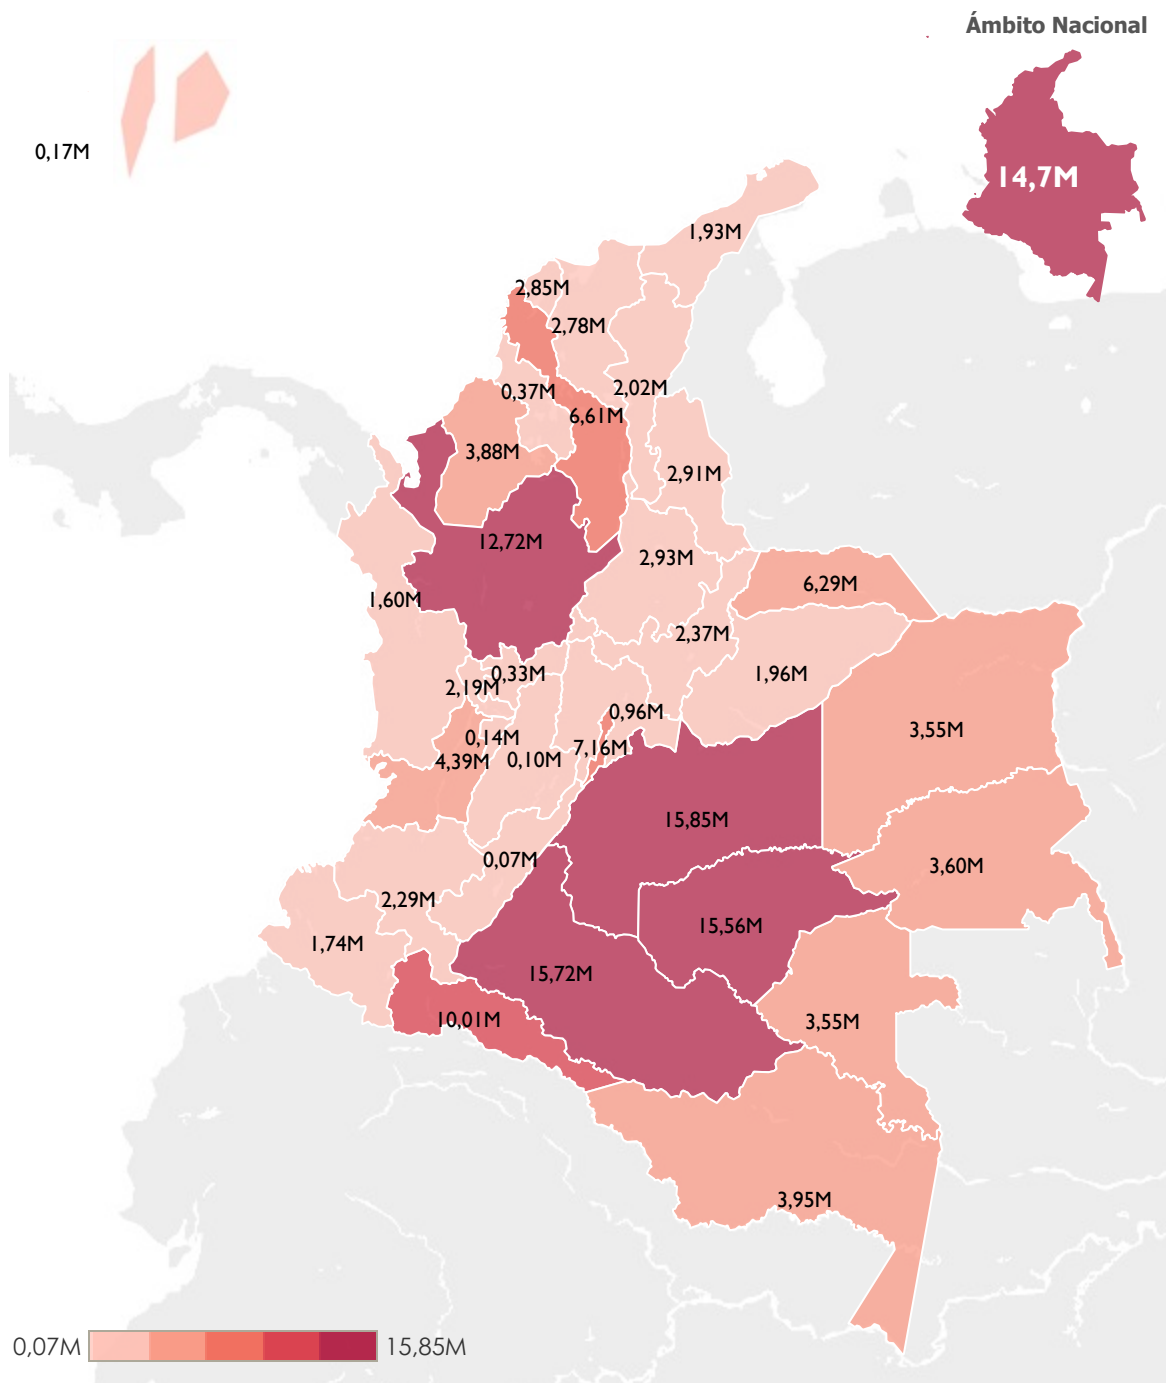 Ámbito Nacional
0,17M
14,7M
1,93M
2,85M
2,78M
0,37M
2,02M
6,61M
3,88M
2,91M
12,72M
2,93M
6,29M
1,60M
2,37M
0,33M
1,96M
2,19M
0,96M
3,55M
0,14M
7,16M
4,39M
0,10M
15,85M
0,07M
3,60M
2,29M
15,56M
1,74M
15,72M
10,01M
3,55M
3,95M
0,07M
15,85M